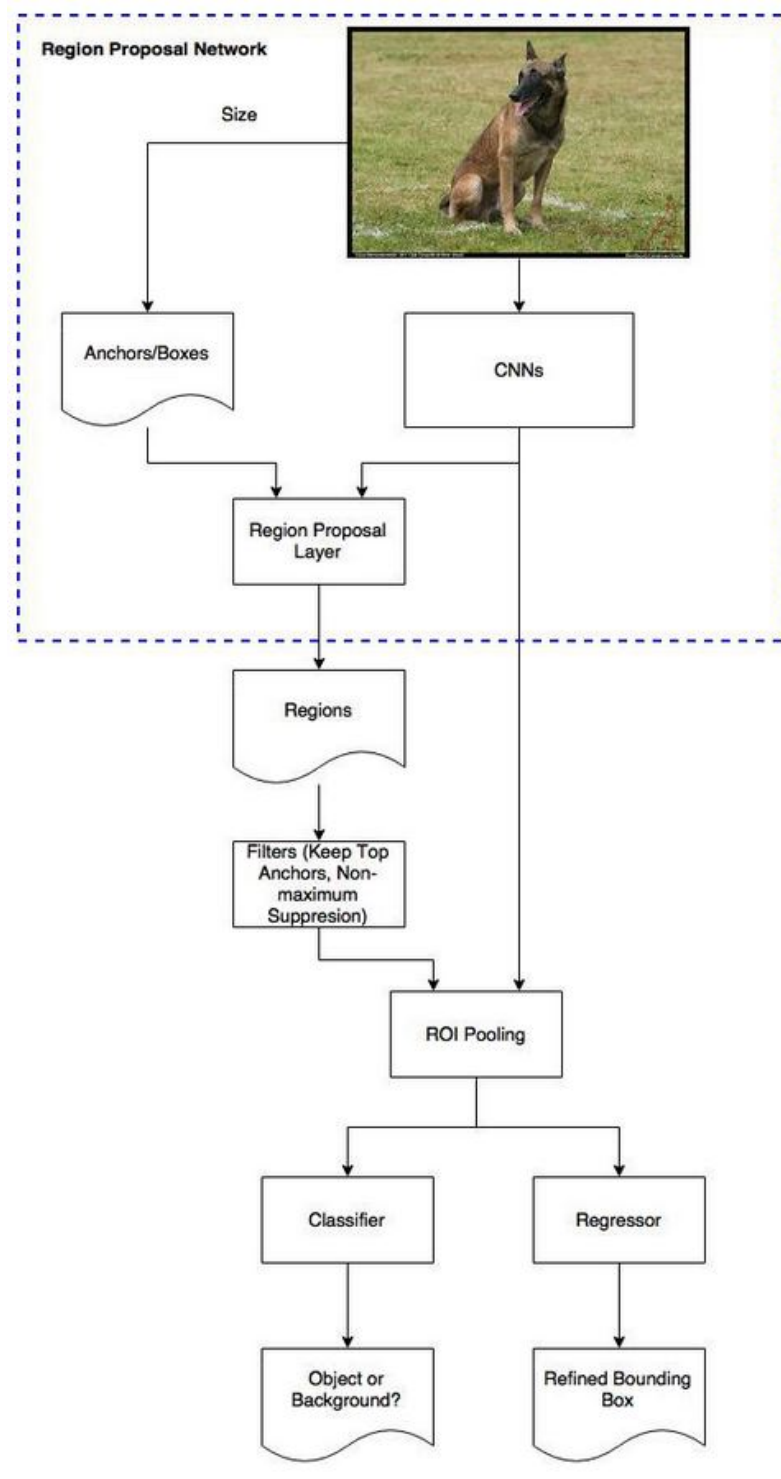 Region Proposal Network
Size
Anchors/Boxes
CNNs
Region Proposal
Layer
Regions
Filters (Keep Top
Anchors, Non-
maximum
Suppresion)
ROI Pooling
Classifier
Regressor
Object or
Background?
Refined Bounding
Box